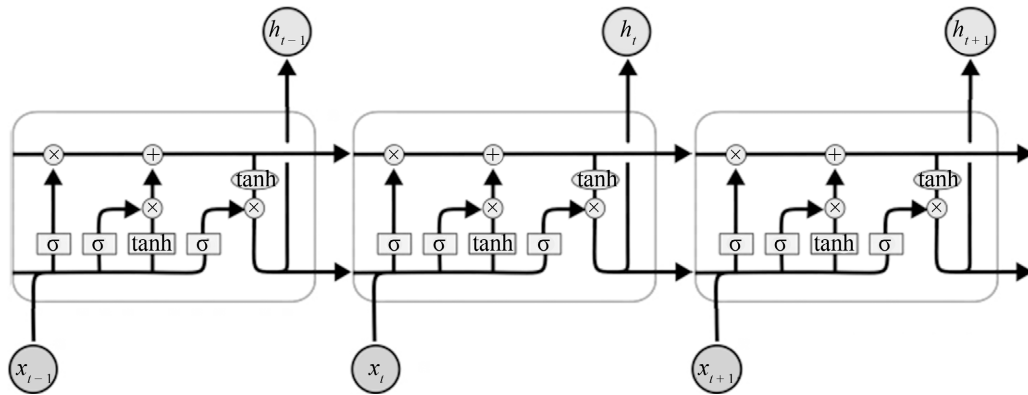 h_{t-1} h_t h_{t+1}
× + × + × +
tanh tanh tanh
× × × × × ×
σ σ tanh σ σ σ tanh σ σ σ tanh σ
x_{t-1} x_t x_{t+1}